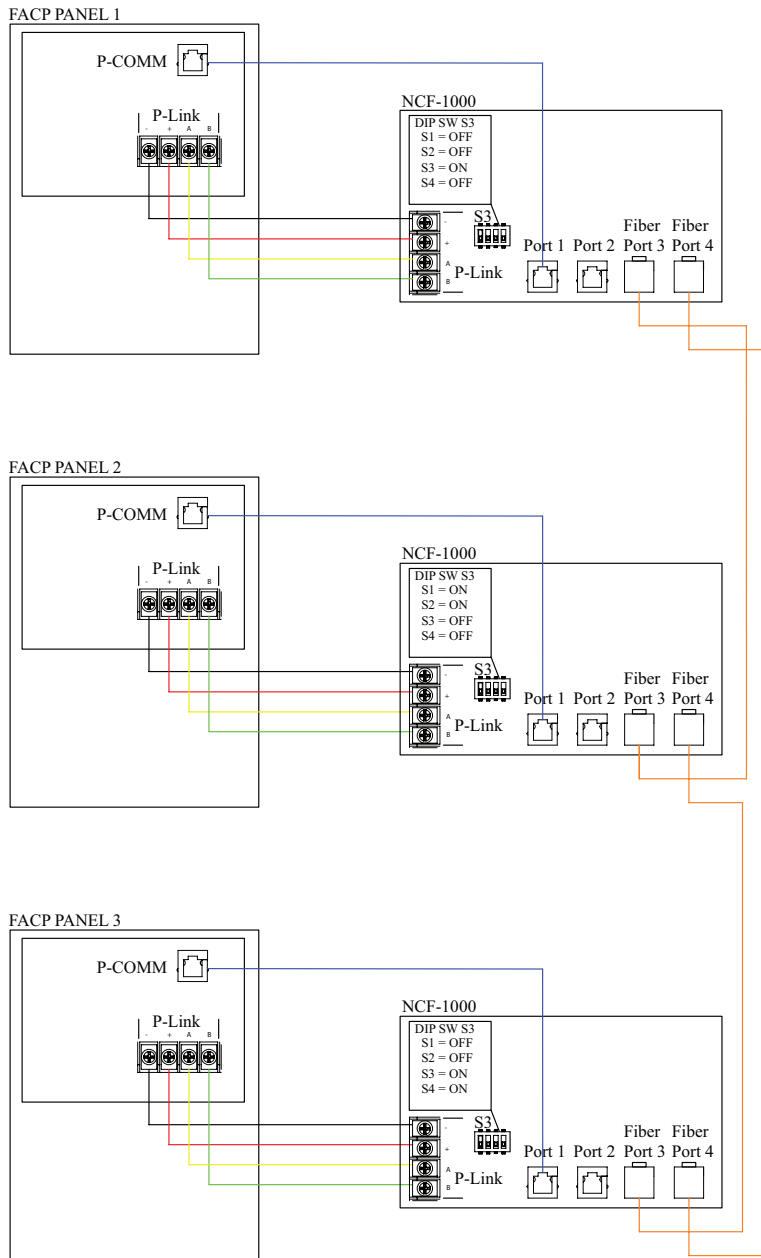 FACP PANEL 1
P-COMM
P-Link
- + A B
NCF-1000
DIP SW S3
S1 = OFF
S2 = OFF
S3 = ON
S4 = OFF
S3
-
+
A
B
P-Link
Port 1
Port 2
Fiber
Port 3
Fiber
Port 4
FACP PANEL 2
P-COMM
P-Link
- + A B
NCF-1000
DIP SW S3
S1 = ON
S2 = ON
S3 = OFF
S4 = OFF
S3
-
+
A
B
P-Link
Port 1
Port 2
Fiber
Port 3
Fiber
Port 4
FACP PANEL 3
P-COMM
P-Link
- + A B
NCF-1000
DIP SW S3
S1 = OFF
S2 = OFF
S3 = ON
S4 = ON
S3
-
+
A
B
P-Link
Port 1
Port 2
Fiber
Port 3
Fiber
Port 4